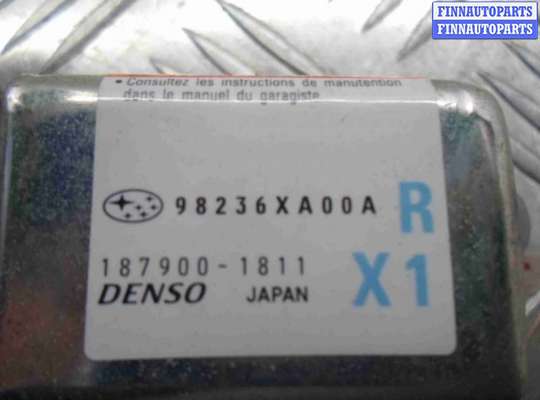 FINNAUTOPARTS
FINNAUTOPARTS
• Consultez les instructions de manutention
dans le manuel du garagiste.
98236XA00A R
187900-1811 X1
DENSO JAPAN